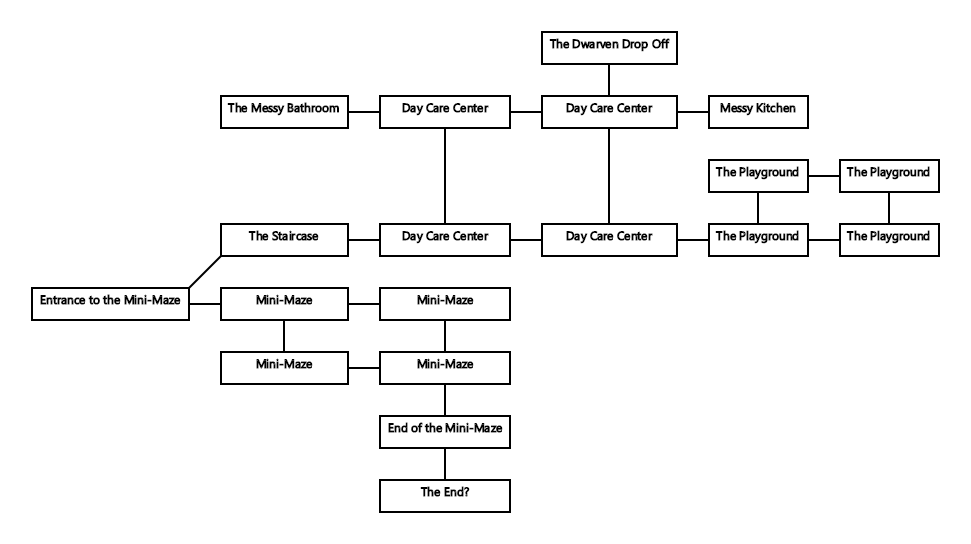 The Dwarven Drop Off
The Messy Bathroom
Day Care Center
Day Care Center
Messy Kitchen
The Playground
The Playground
The Staircase
Day Care Center
Day Care Center
The Playground
The Playground
Entrance to the Mini-Maze
Mini-Maze
Mini-Maze
Mini-Maze
Mini-Maze
End of the Mini-Maze
The End?